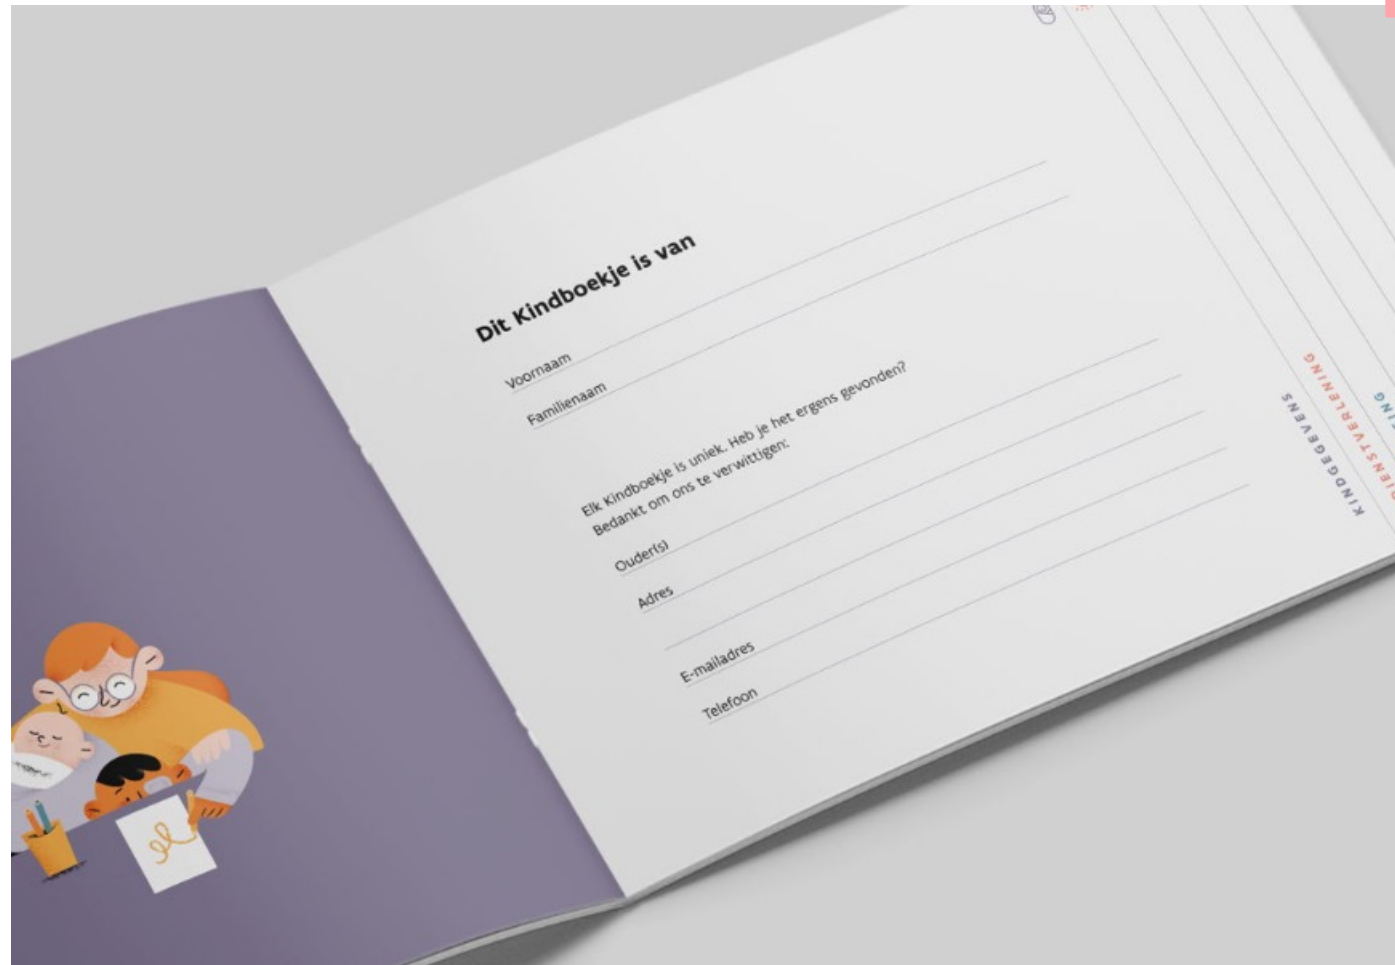 Dit Kindboekje is van
Voornaam
Familienaam
Elk Kindboekje is uniek. Heb je het ergens gevonden?
Bedankt om ons te verwittigen:
Ouder(s)
Adres
E-mailadres
Telefoon
KINDGEGEVENS